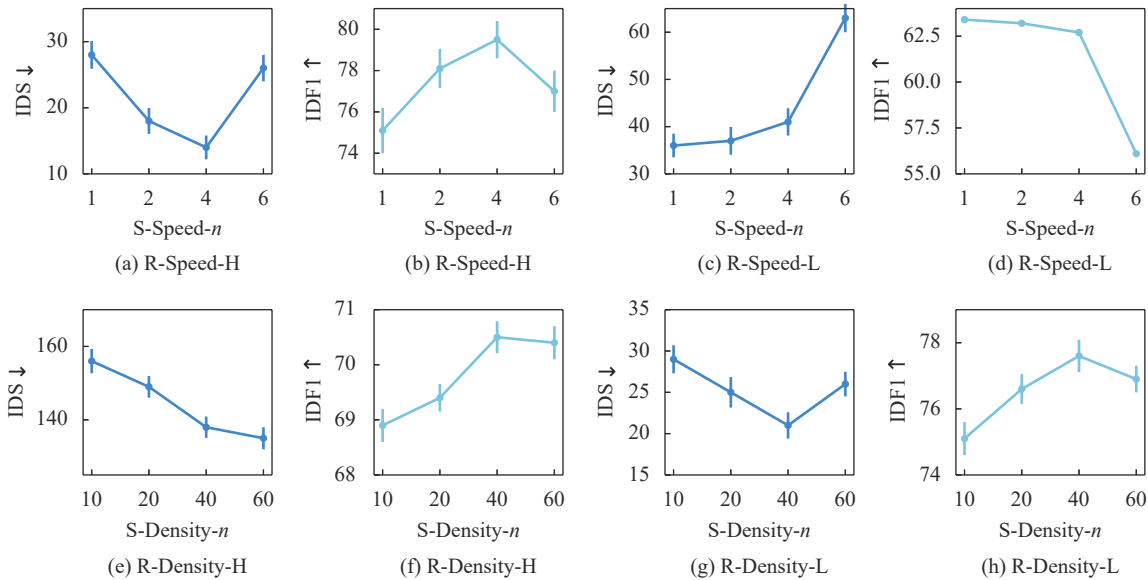 IDS ↓
30
20
10
1 2 4 6
S-Speed-n
(a) R-Speed-H
IDF1 ↑
80
78
76
74
1 2 4 6
S-Speed-n
(b) R-Speed-H
IDS ↓
60
50
40
30
1 2 4 6
S-Speed-n
(c) R-Speed-L
IDF1 ↑
62.5
60.0
57.5
55.0
1 2 4 6
S-Speed-n
(d) R-Speed-L
IDS ↓
160
140
10 20 40 60
S-Density-n
(e) R-Density-H
IDF1 ↑
71
70
69
68
10 20 40 60
S-Density-n
(f) R-Density-H
IDS ↓
35
30
25
20
15
10 20 40 60
S-Density-n
(g) R-Density-L
IDF1 ↑
78
76
74
10 20 40 60
S-Density-n
(h) R-Density-L